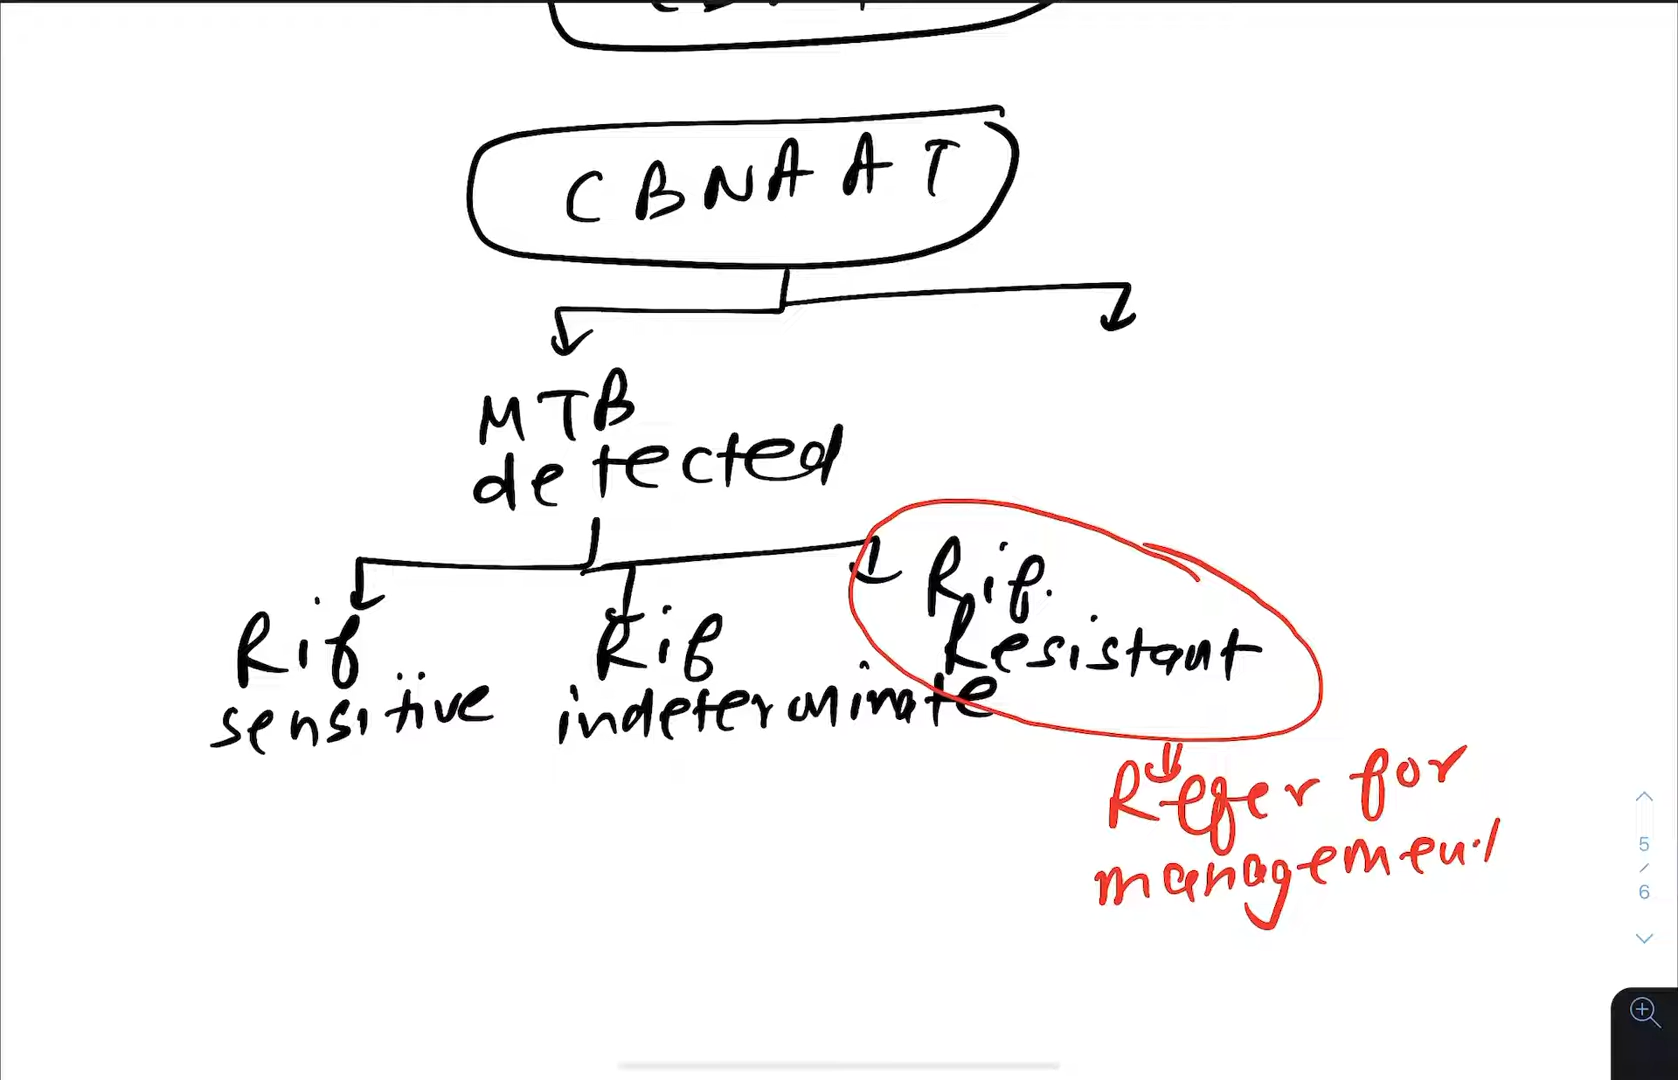 CBNAAT
MTB
detected
Rif
sensitive
Rif
indeterminate
Rif.
Resistant
Refer for
management
5
/
6